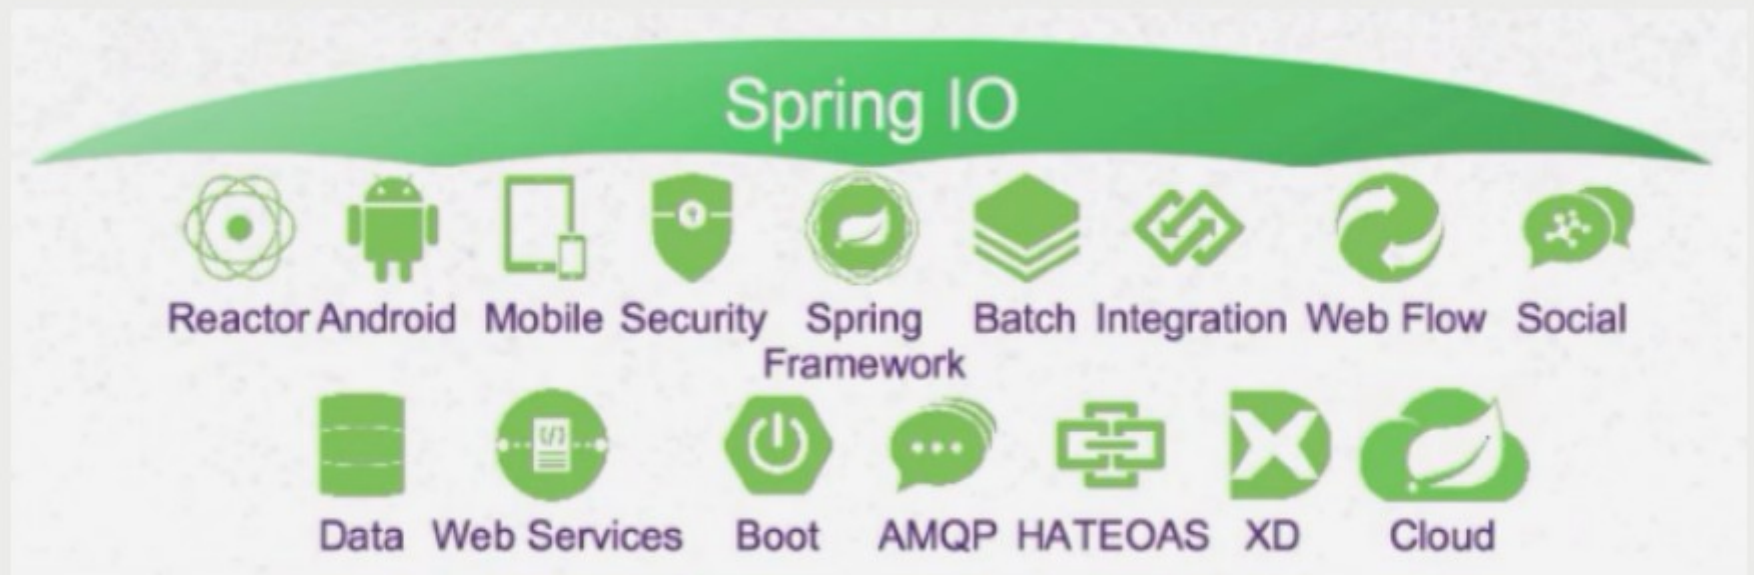 Spring IO
Reactor Android Mobile Security Spring Framework Batch Integration Web Flow Social
Data Web Services Boot AMQP HATEOAS XD Cloud